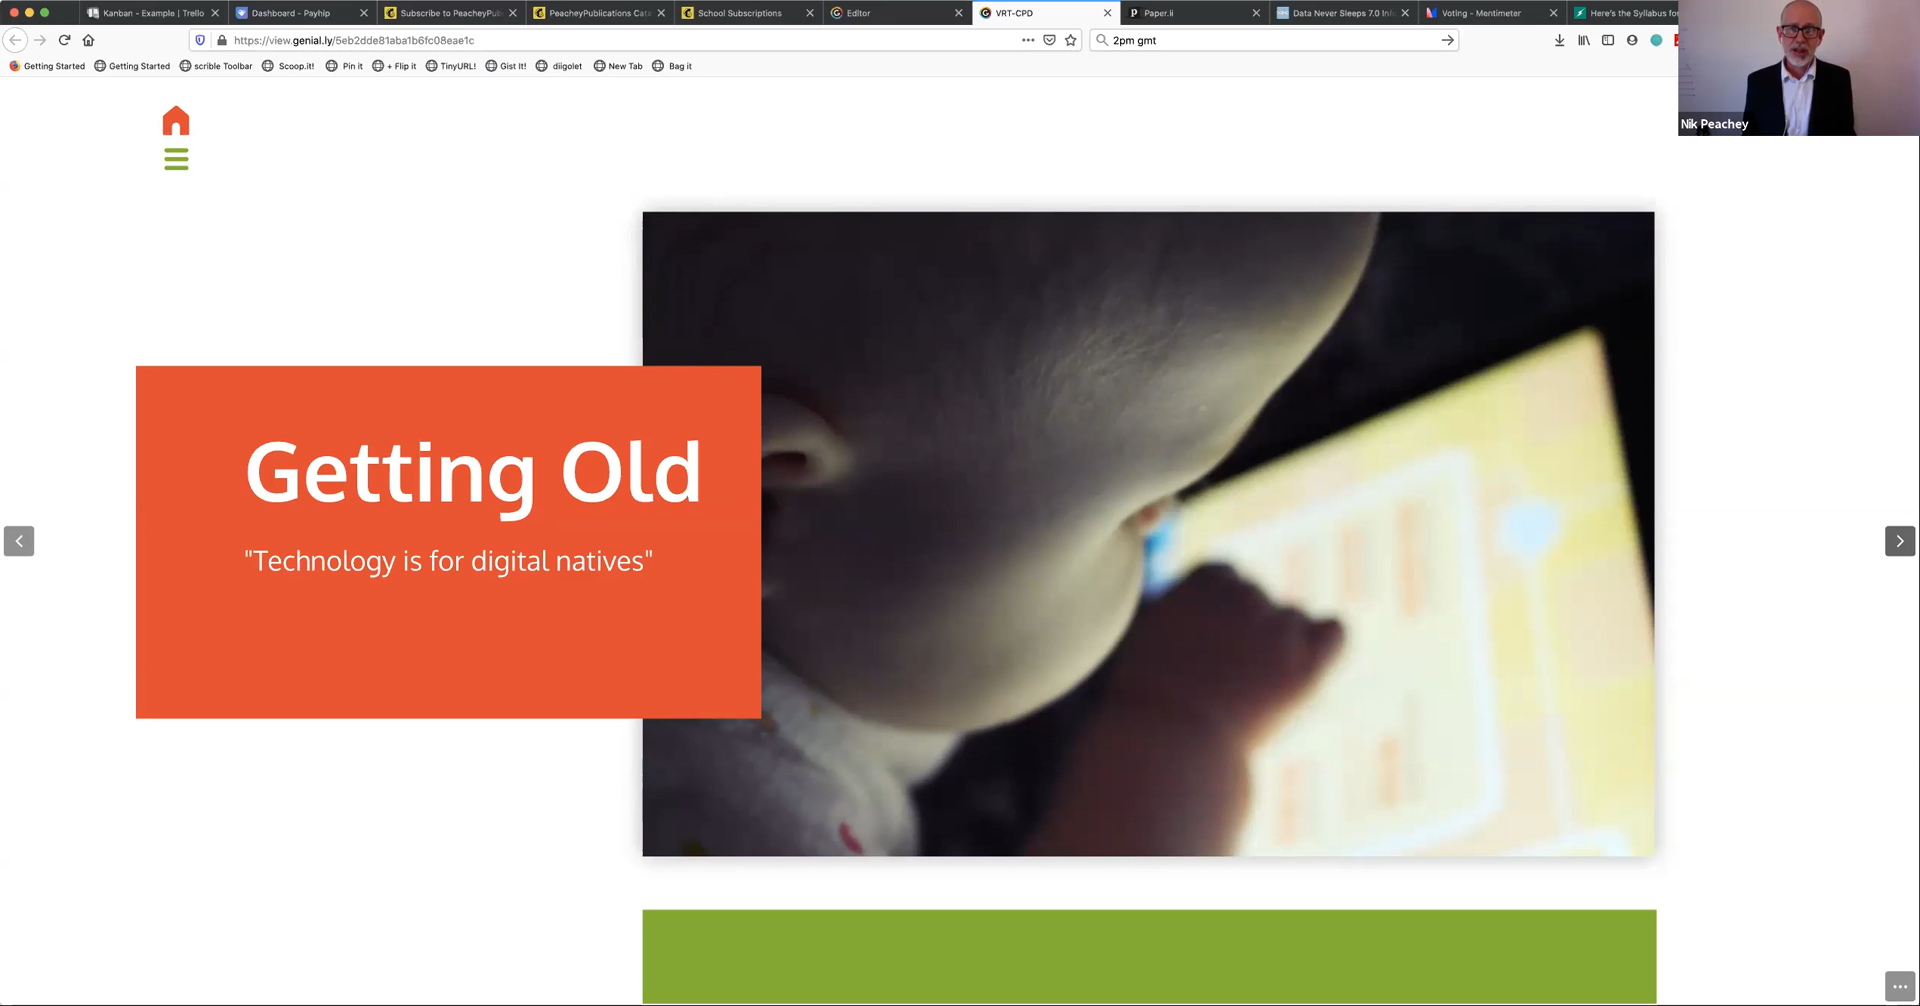 Kanban - Example | Trello
Dashboard - Payhip
Subscribe to PeacheyPub
PeacheyPublications Cata
School Subscriptions
Editor
VRT-CPD
Paper.li
Data Never Sleeps 7.0 Inf
Voting - Mentimeter
Here's the Syllabus for
https://view.genial.ly/5eb2dde81aba1b6fc08eae1c
2pm gmt
Getting Started
Getting Started
scrible Toolbar
Scoop.it!
Pin it
+ Flip it
TinyURL!
Gist It!
diigolet
New Tab
Bag it
Nik Peachey
Getting Old
"Technology is for digital natives"